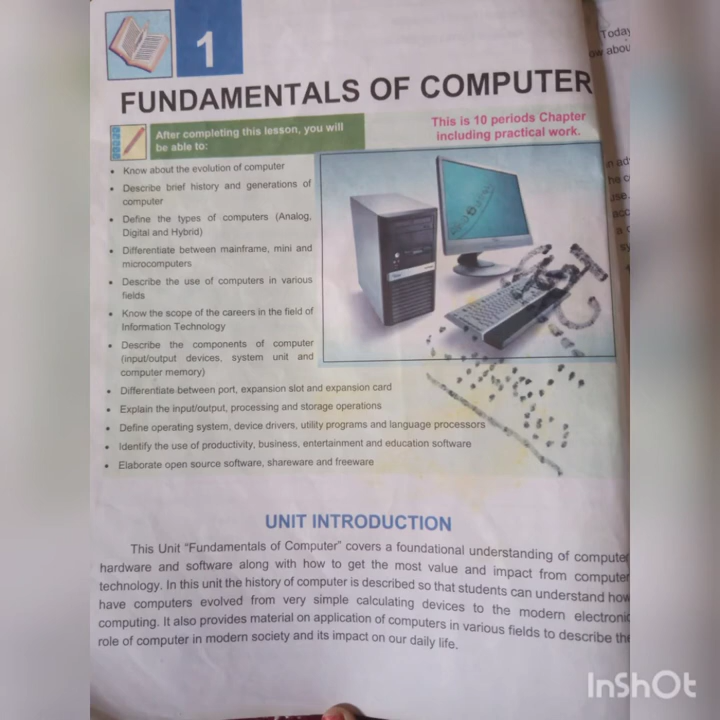 1
Today
ow abou
FUNDAMENTALS OF COMPUTER
After completing this lesson, you will
be able to:
This is 10 periods Chapter
including practical work.
• Know about the evolution of computer
• Describe brief history and generations of
computer
• Define the types of computers (Analog,
Digital and Hybrid)
• Differentiate between mainframe, mini and
microcomputers
• Describe the use of computers in various
fields
• Know the scope of the careers in the field of
Information Technology
• Describe the components of computer
(input/output devices, system unit and
computer memory)
• Differentiate between port, expansion slot and expansion card
• Explain the input/output, processing and storage operations
• Define operating system, device drivers, utility programs and language processors
• Identify the use of productivity, business, entertainment and education software
• Elaborate open source software, shareware and freeware
UNIT INTRODUCTION
This Unit "Fundamentals of Computer" covers a foundational understanding of computer
hardware and software along with how to get the most value and impact from computer
technology. In this unit the history of computer is described so that students can understand how
have computers evolved from very simple calculating devices to the modern electronic
computing. It also provides material on application of computers in various fields to describe the
role of computer in modern society and its impact on our daily life.
InShOt